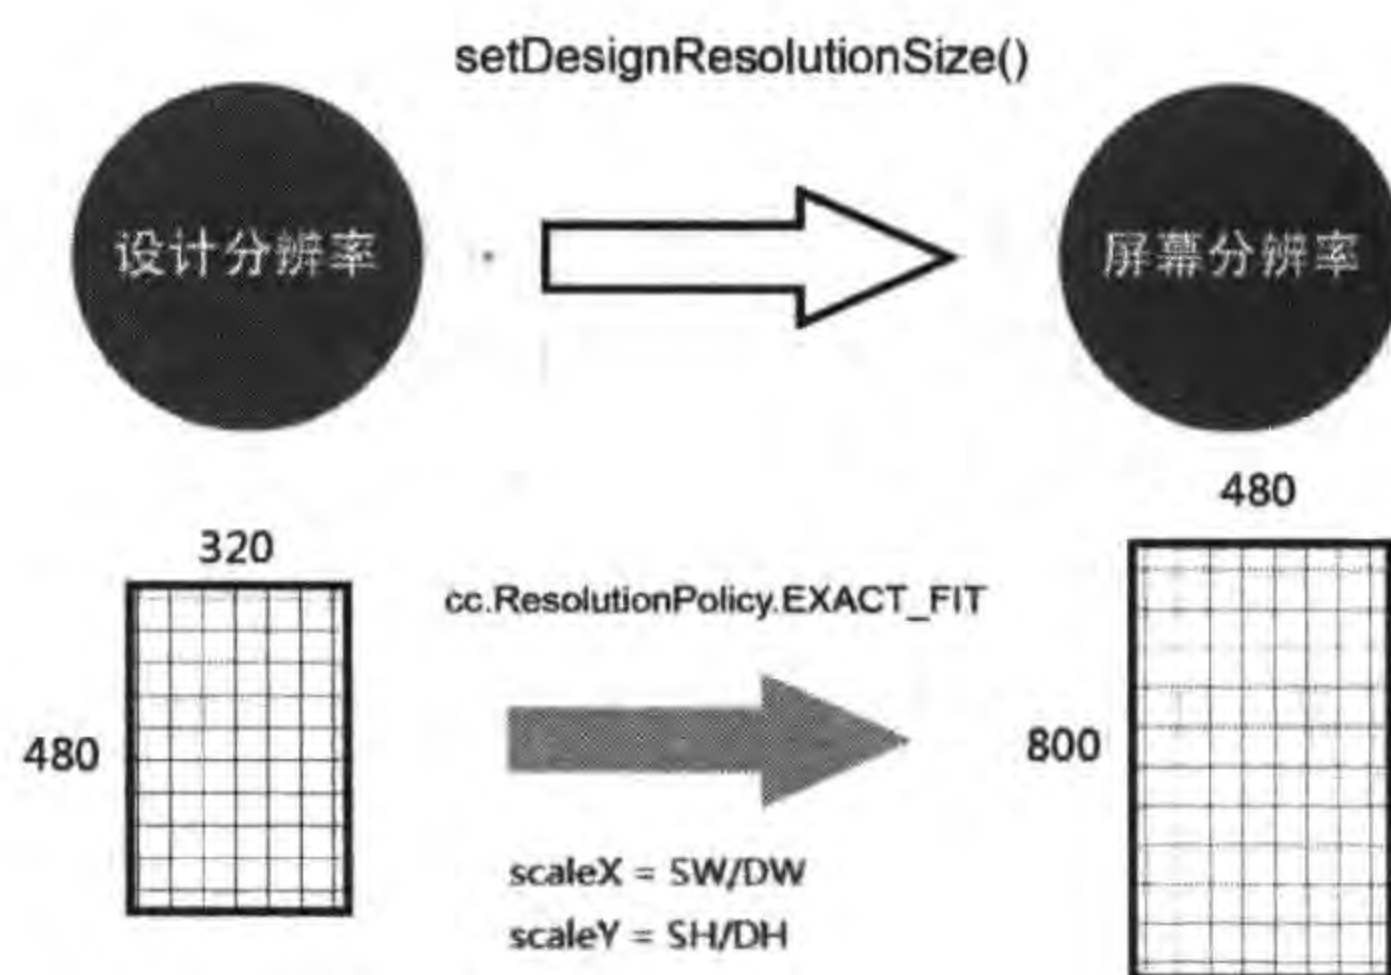 setDesignResolutionSize()
设计分辨率
屏幕分辨率
480
320
cc.ResolutionPolicy.EXACT_FIT
480
800
scaleX = SW/DW
scaleY = SH/DH